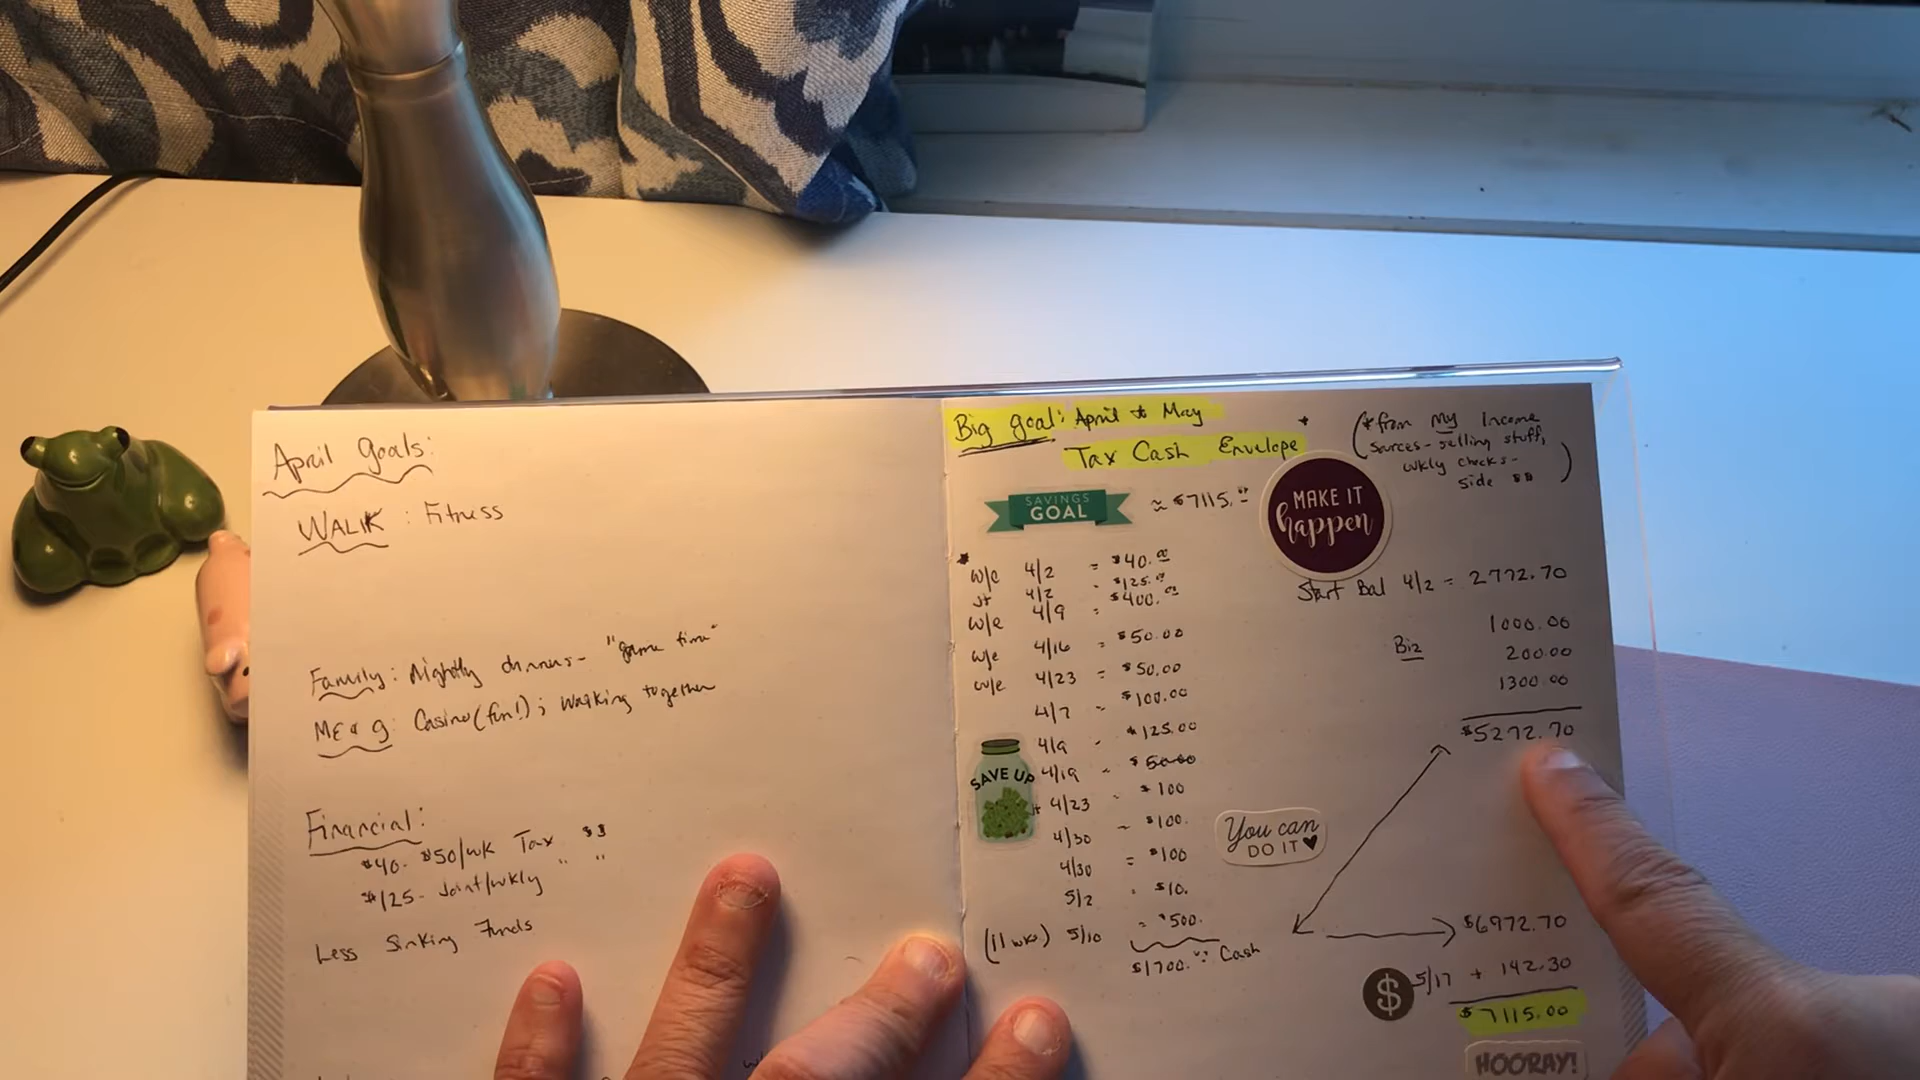 April Goals:
WALK : Fitness
Family: Nightly dinners - "game time"
ME & g: Casino (fun!); walking together
Financial:
$40- $50/wk Tax $$
$125- Joint/wkly " "
Less Sinking Funds
Big Goal: April to May
Tax Cash Envelope *
(*from My Income
Sources - selling stuff,
wkly checks -
side $$)
SAVINGS
GOAL
≈ $7115.00
MAKE IT
happen
* w/e 4/2 = $40.00
Jt 4/2 = $125.00
w/e 4/9 = $400.00
w/e 4/16 = $50.00
w/e 4/23 = $50.00
4/7 = $100.00
4/9 - $125.00
4/19 - $50.00
Jt 4/23 - $100
4/30 - $100.
4/30 = $100
5/2 = $10.
(11 wks) 5/10 = $500.
$1700.00 Cash
SAVE UP
You can
DO IT
Start Bal 4/2 = 2772.70
1000.00
Biz 200.00
1300.00
$5272.70
$6972.70
$ 5/17 + 142.30
$7115.00
HOORAY!